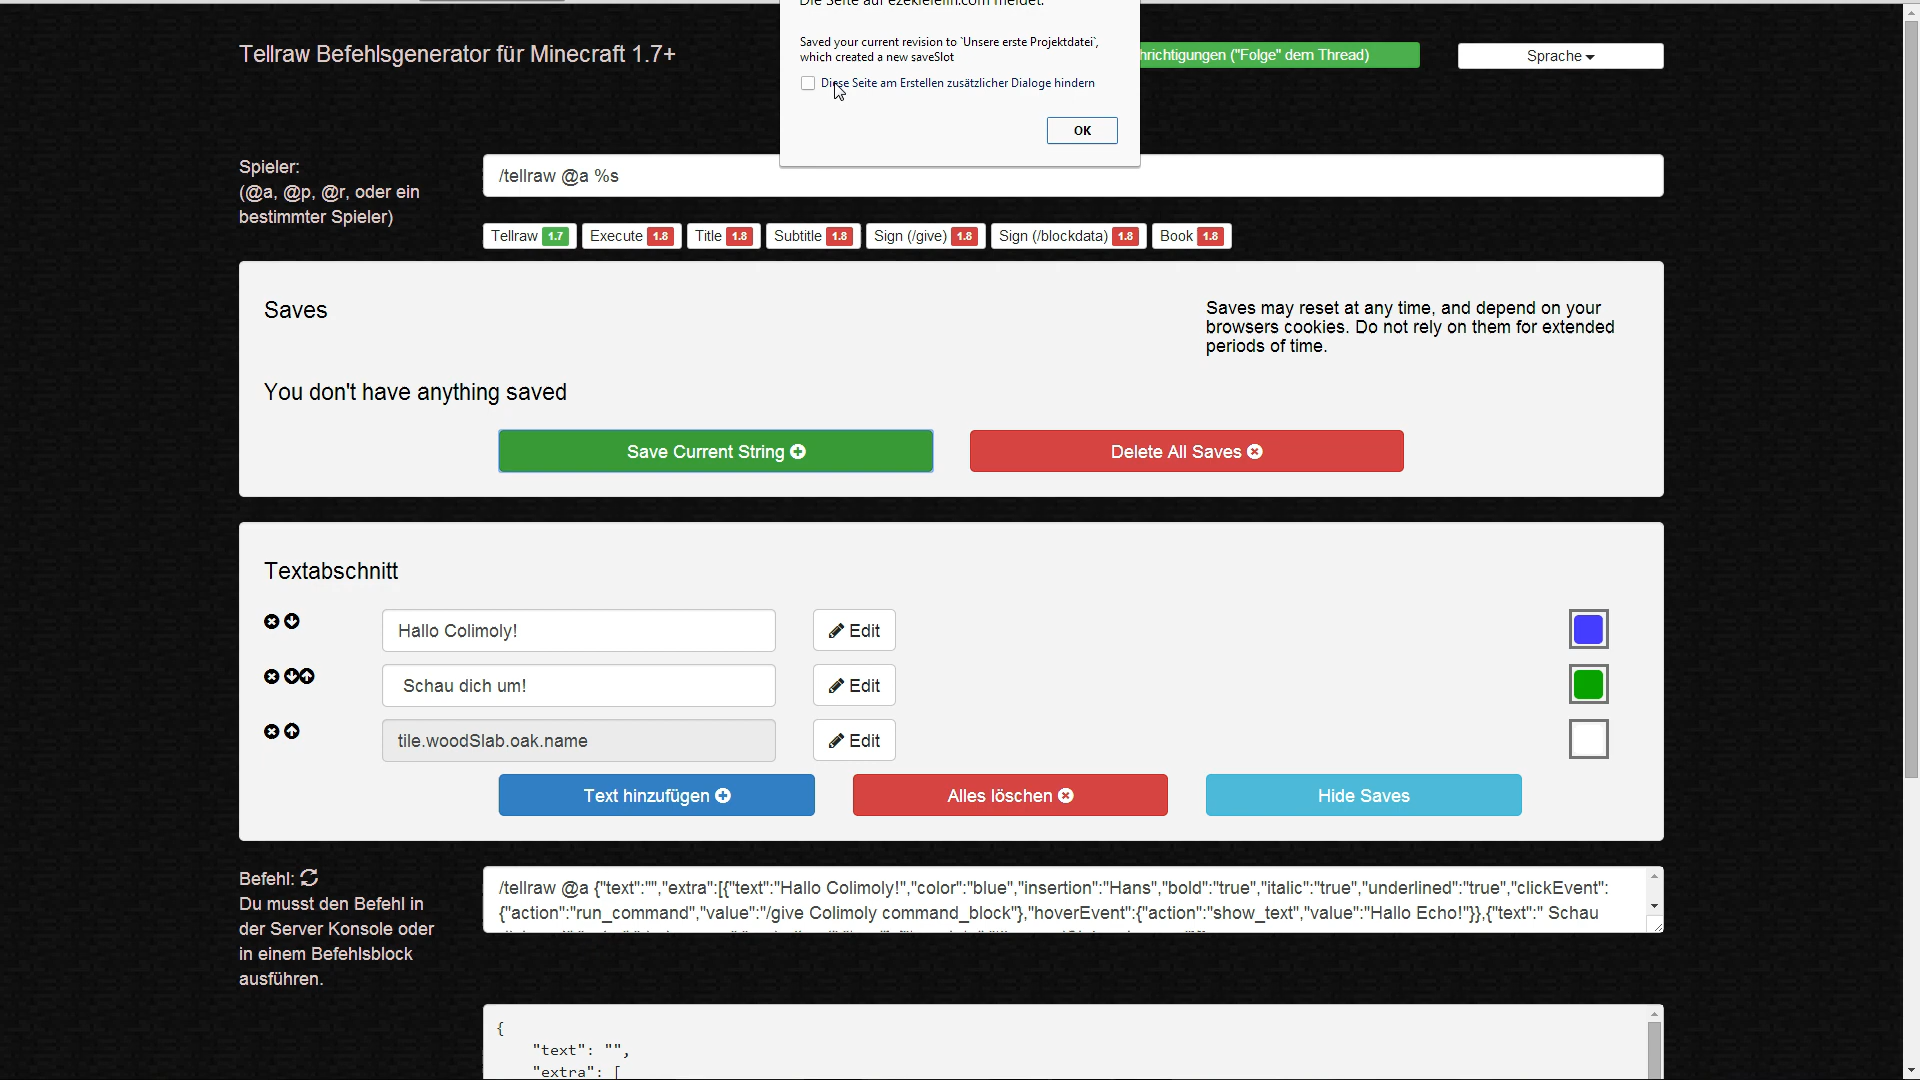 Die Seite auf ezekielelin.com meldet:
Saved your current revision to `Unsere erste Projektdatei`,
which created a new saveSlot
Diese Seite am Erstellen zusätzlicher Dialoge hindern
OK
Tellraw Befehlsgenerator für Minecraft 1.7+
hrichtigungen ("Folge" dem Thread)
Sprache
Spieler:
(@a, @p, @r, oder ein
bestimmter Spieler)
/tellraw @a %s
Tellraw 1.7 Execute 1.8 Title 1.8 Subtitle 1.8 Sign (/give) 1.8 Sign (/blockdata) 1.8 Book 1.8
Saves
Saves may reset at any time, and depend on your
browsers cookies. Do not rely on them for extended
periods of time.
You don't have anything saved
Save Current String
Delete All Saves
Textabschnitt
Hallo Colimoly! Edit
Schau dich um! Edit
tile.woodSlab.oak.name Edit
Text hinzufügen
Alles löschen
Hide Saves
Befehl:
Du musst den Befehl in
der Server Konsole oder
in einem Befehlsblock
ausführen.
/tellraw @a {"text":"","extra":[{"text":"Hallo Colimoly!","color":"blue","insertion":"Hans","bold":"true","italic":"true","underlined":"true","clickEvent":
{"action":"run_command","value":"/give Colimoly command_block"},"hoverEvent":{"action":"show_text","value":"Hallo Echo!"}},{"text":" Schau
{
"text": "",
"extra": [